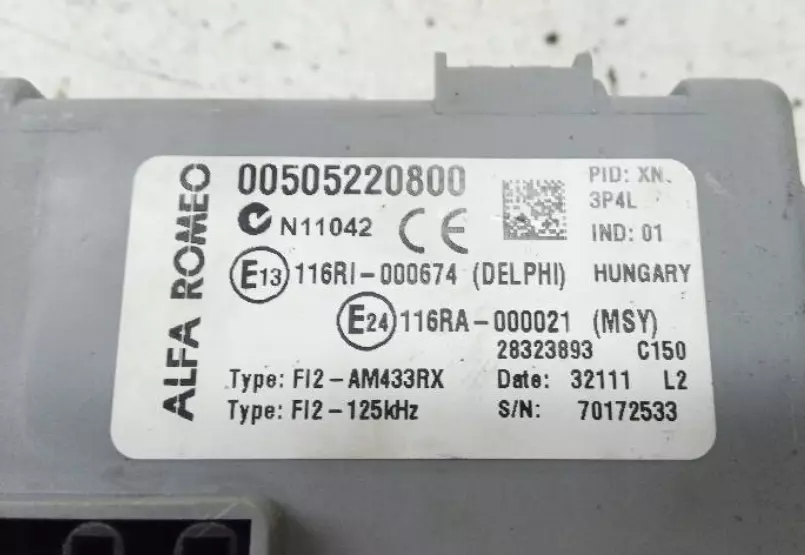 ALFA ROMEO
00505220800
N11042 CE
PID: XN.
3P4L
IND: 01
E13 116RI-000674 (DELPHI) HUNGARY
E24 116RA-000021 (MSY)
28323893 C150
Type: FI2-AM433RX Date: 32111 L2
Type: FI2-125kHz S/N: 70172533